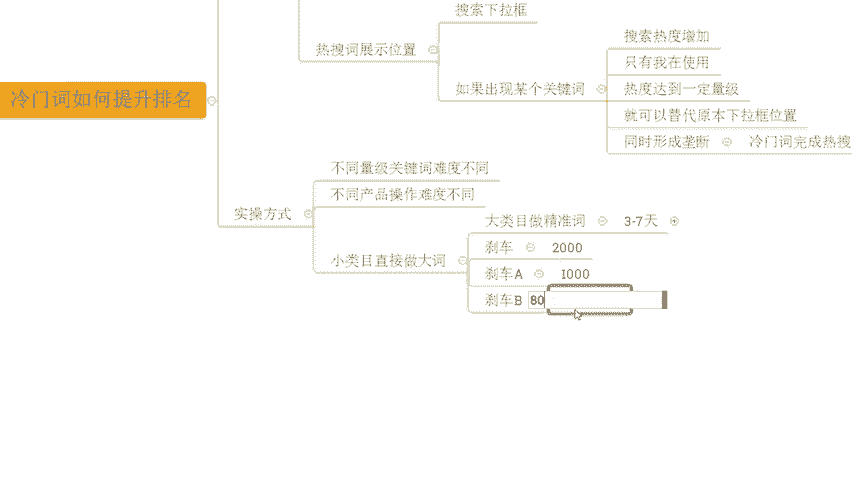 搜索下拉框
热搜词展示位置
如果出现某个关键词
搜索热度增加
只有我在使用
热度达到一定量级
就可以替代原本下拉框位置
同时形成垄断
冷门词完成热搜
冷门词如何提升排名
实操方式
不同量级关键词难度不同
不同产品操作难度不同
小类目直接做大词
大类目做精准词 3-7天
刹车 2000
刹车A 1000
刹车B 80